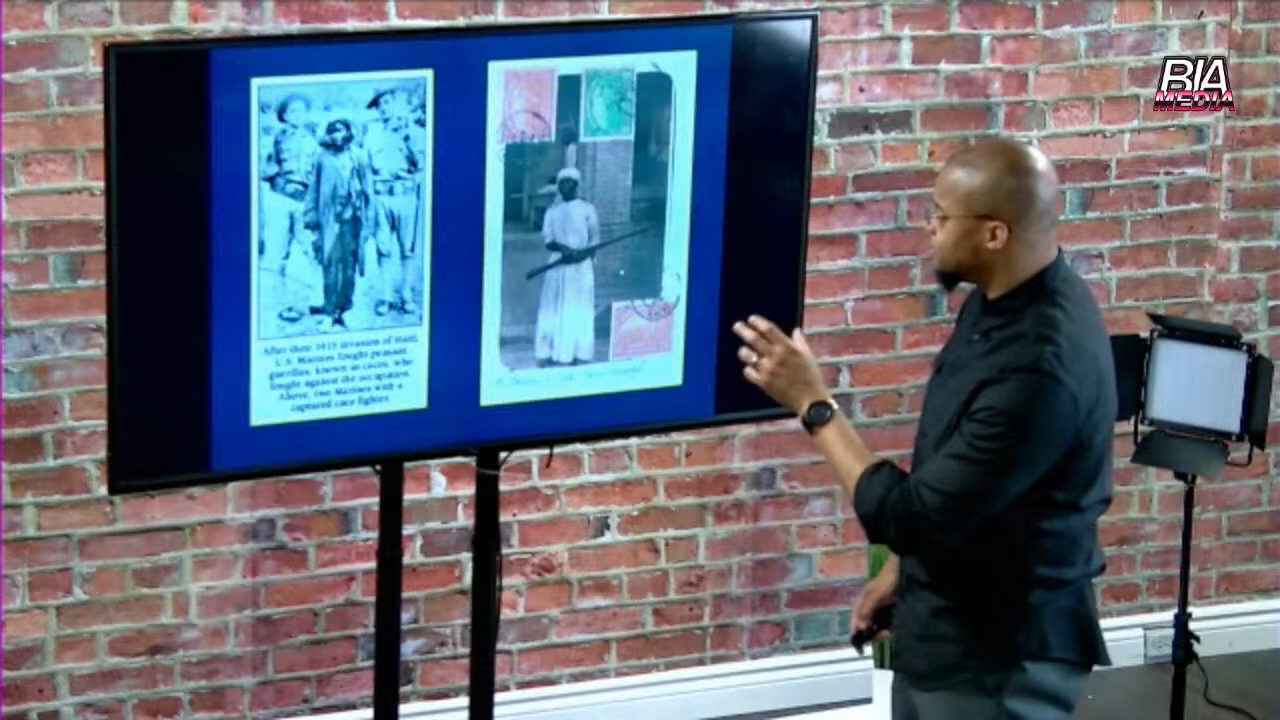 BIA
MEDIA
After their 1915 invasion of Haiti,
U.S. Marines fought peasant
guerillas, known as cacos, who
fought against the occupation.
Above, two Marines with a
captured caco fighter.